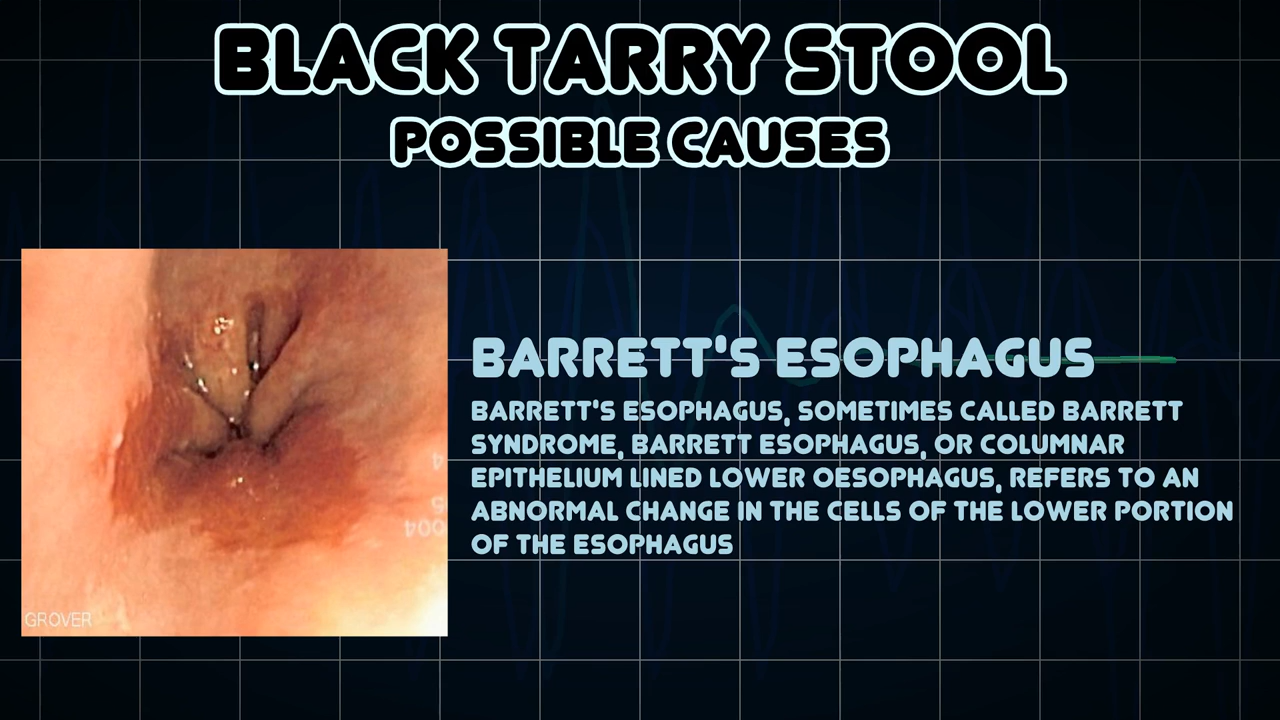 BLACK TARRY STOOL
POSSIBLE CAUSES
BARRETT'S ESOPHAGUS
BARRETT'S ESOPHAGUS, SOMETIMES CALLED BARRETT
SYNDROME, BARRETT ESOPHAGUS, OR COLUMNAR
EPITHELIUM LINED LOWER OESOPHAGUS, REFERS TO AN
ABNORMAL CHANGE IN THE CELLS OF THE LOWER PORTION
OF THE ESOPHAGUS
GROVER